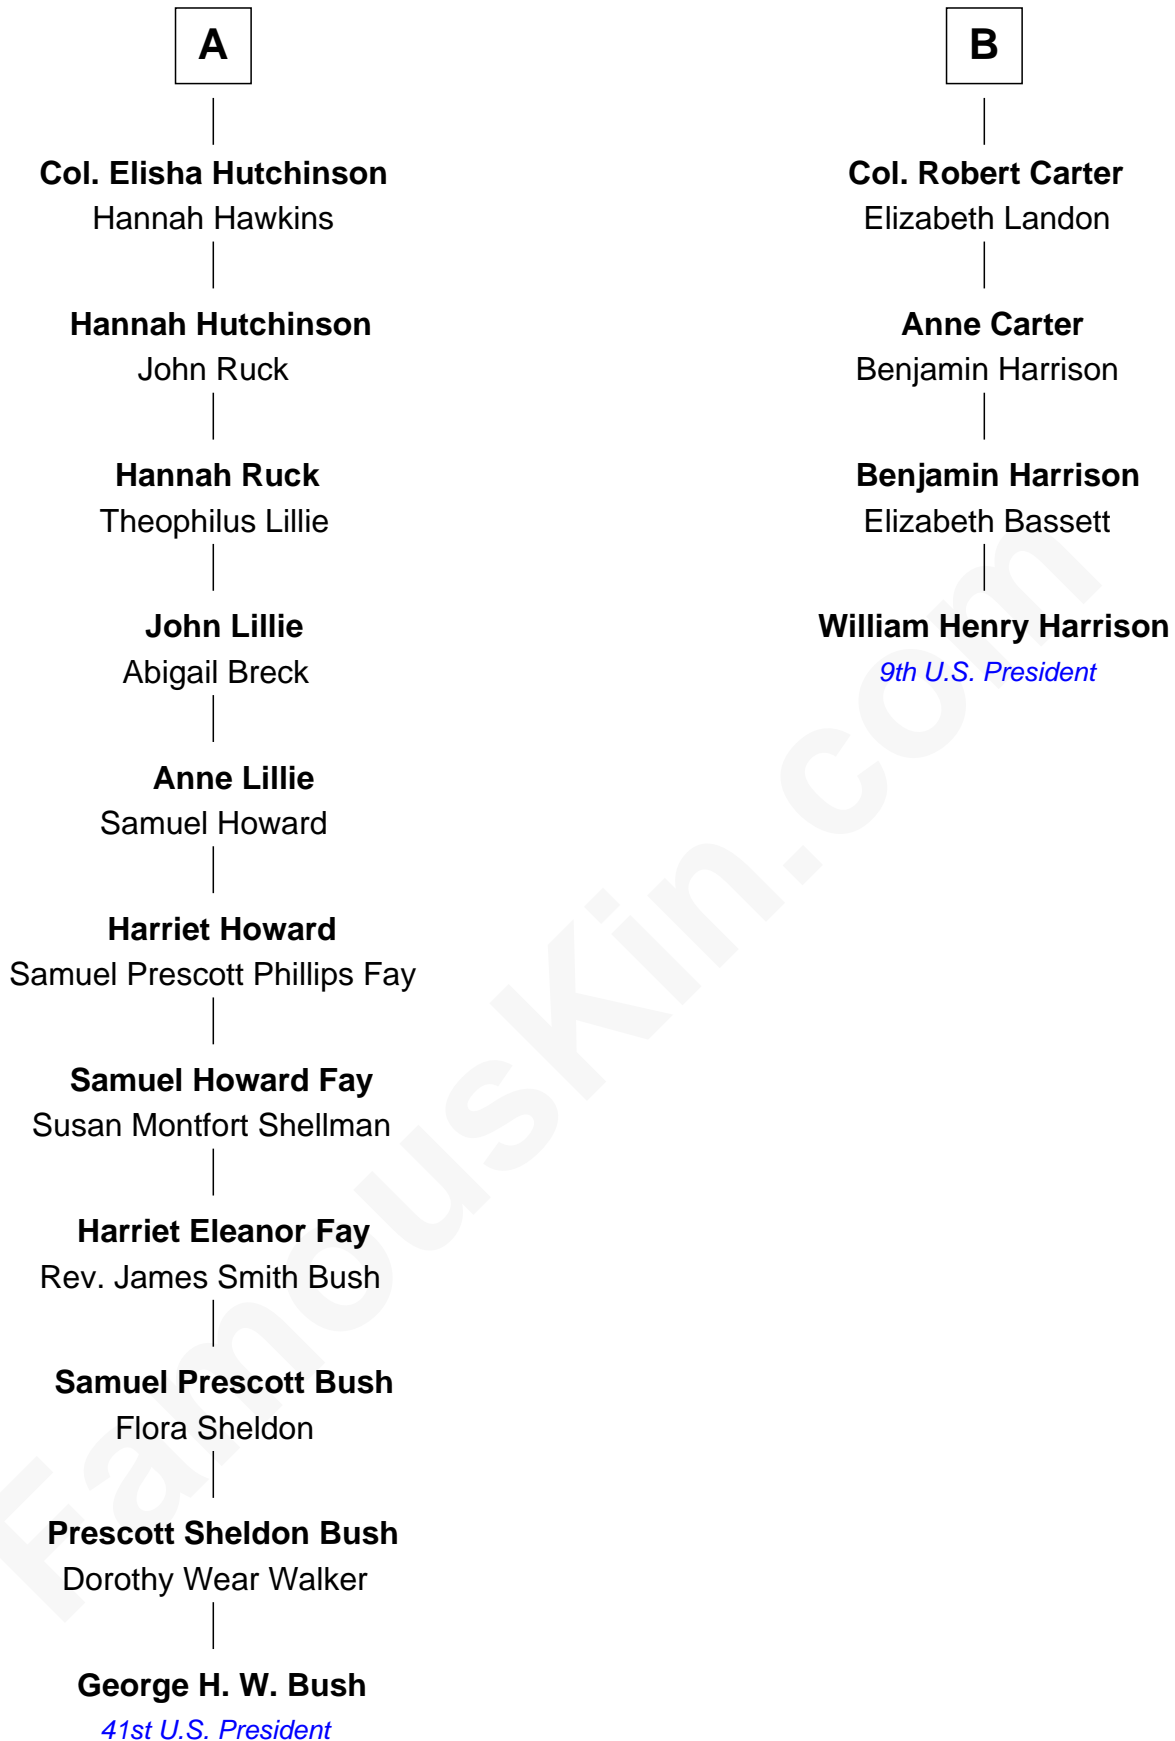 A
Col. Elisha Hutchinson
Hannah Hawkins
Hannah Hutchinson
John Ruck
Hannah Ruck
Theophilus Lillie
John Lillie
Abigail Breck
Anne Lillie
Samuel Howard
Harriet Howard
Samuel Prescott Phillips Fay
Samuel Howard Fay
Susan Montfort Shellman
Harriet Eleanor Fay
Rev. James Smith Bush
Samuel Prescott Bush
Flora Sheldon
Prescott Sheldon Bush
Dorothy Wear Walker
George H. W. Bush
41st U.S. President
B
Col. Robert Carter
Elizabeth Landon
Anne Carter
Benjamin Harrison
Benjamin Harrison
Elizabeth Bassett
William Henry Harrison
9th U.S. President
FamousKin.com